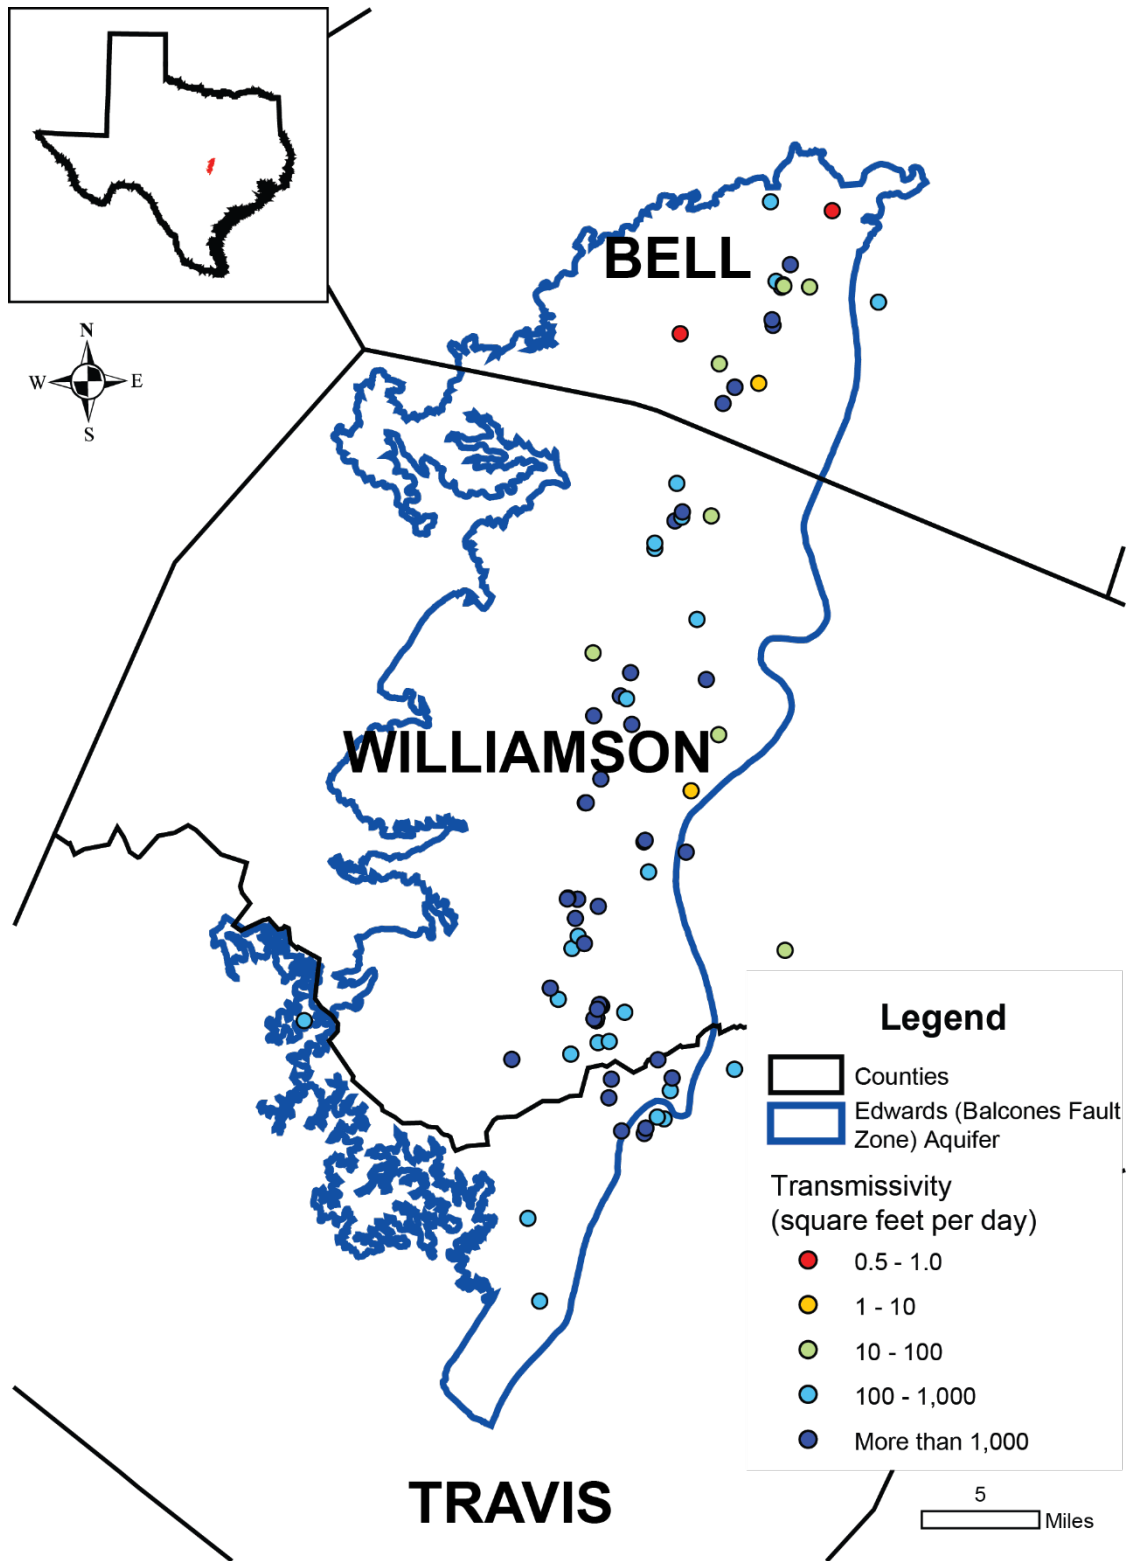 N
W
E
S
BELL
WILLIAMSON
TRAVIS
Legend
Counties
Edwards (Balcones Fault
Zone) Aquifer
Transmissivity
(square feet per day)
0.5 - 1.0
1 - 10
10 - 100
100 - 1,000
More than 1,000
5
Miles